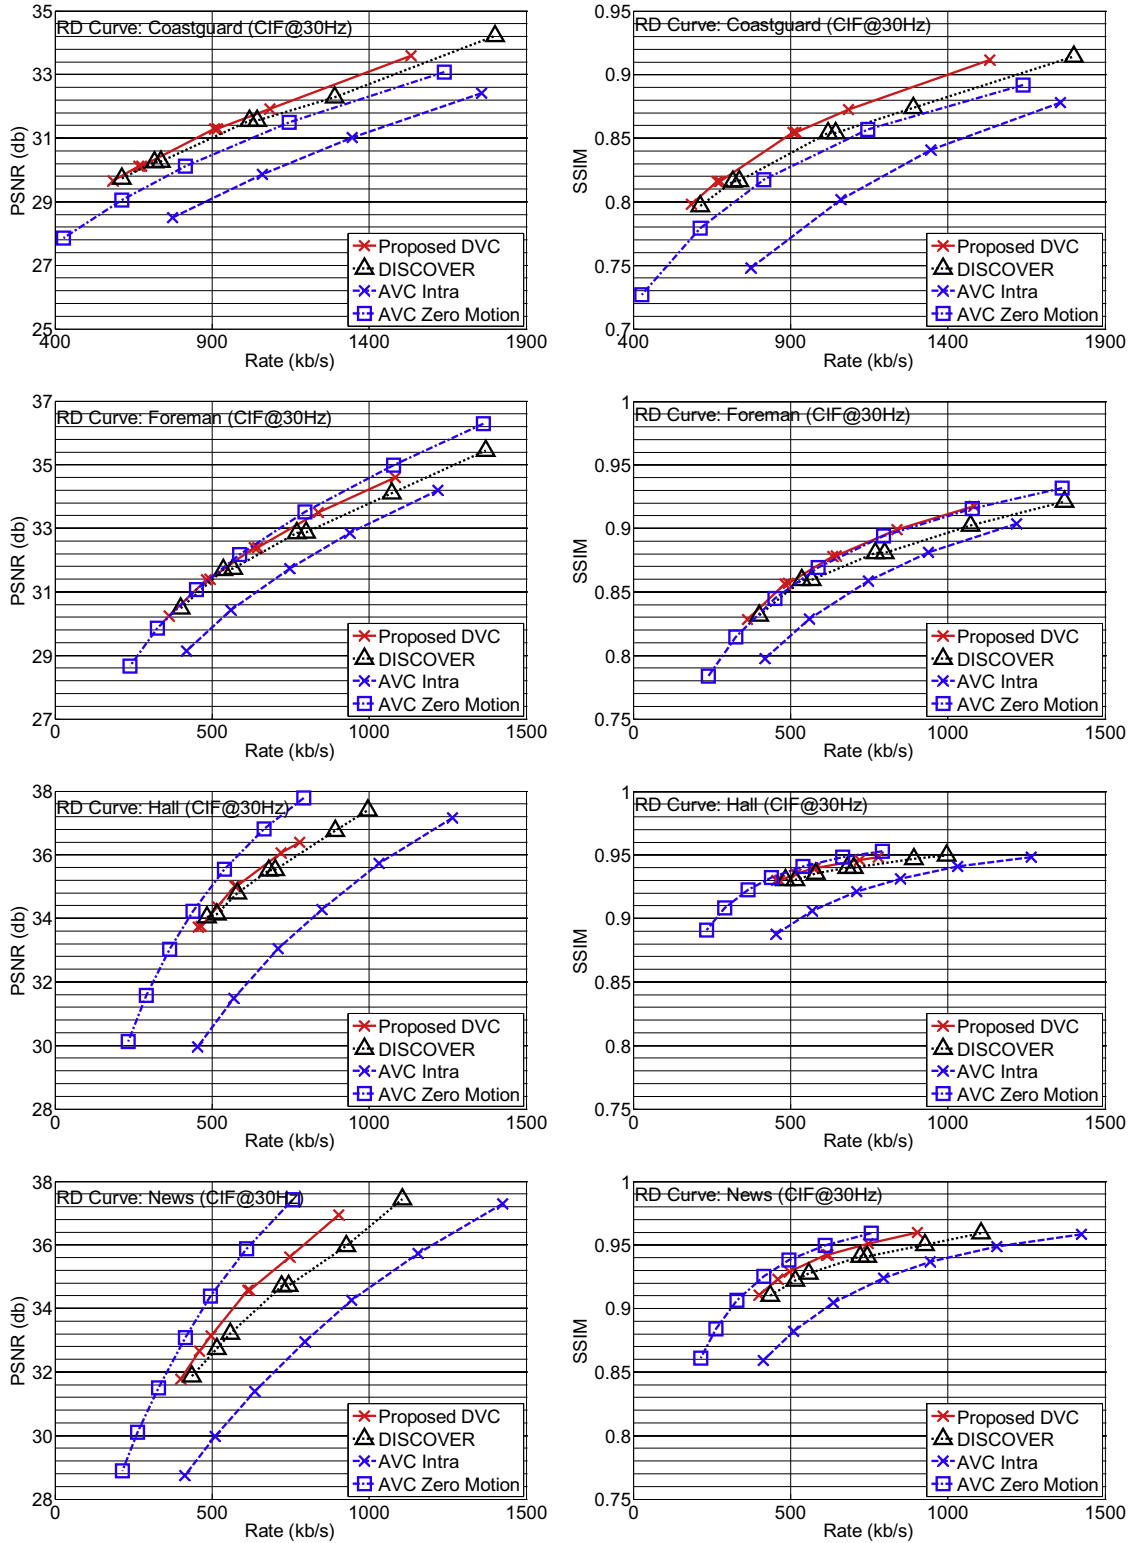 RD Curve: Coastguard (CIF@30Hz)
PSNR (db)
35
33
31
29
27
25
400
900
1400
1900
Rate (kb/s)
Proposed DVC
DISCOVER
AVC Intra
AVC Zero Motion
RD Curve: Coastguard (CIF@30Hz)
SSIM
0.95
0.9
0.85
0.8
0.75
0.7
400
900
1400
1900
Rate (kb/s)
Proposed DVC
DISCOVER
AVC Intra
AVC Zero Motion
RD Curve: Foreman (CIF@30Hz)
PSNR (db)
37
35
33
31
29
27
0
500
1000
1500
Rate (kb/s)
Proposed DVC
DISCOVER
AVC Intra
AVC Zero Motion
RD Curve: Foreman (CIF@30Hz)
SSIM
1
0.95
0.9
0.85
0.8
0.75
0
500
1000
1500
Rate (kb/s)
Proposed DVC
DISCOVER
AVC Intra
AVC Zero Motion
RD Curve: Hall (CIF@30Hz)
PSNR (db)
38
36
34
32
30
28
0
500
1000
1500
Rate (kb/s)
Proposed DVC
DISCOVER
AVC Intra
AVC Zero Motion
RD Curve: Hall (CIF@30Hz)
SSIM
1
0.95
0.9
0.85
0.8
0.75
0
500
1000
1500
Rate (kb/s)
Proposed DVC
DISCOVER
AVC Intra
AVC Zero Motion
RD Curve: News (CIF@30Hz)
PSNR (db)
38
36
34
32
30
28
0
500
1000
1500
Rate (kb/s)
Proposed DVC
DISCOVER
AVC Intra
AVC Zero Motion
RD Curve: News (CIF@30Hz)
SSIM
1
0.95
0.9
0.85
0.8
0.75
0
500
1000
1500
Rate (kb/s)
Proposed DVC
DISCOVER
AVC Intra
AVC Zero Motion